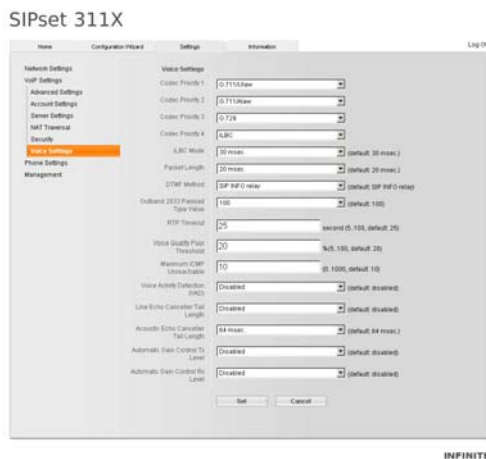 SIPset 311X
Home Configuration Wizard Settings Information Log
Network Settings
VoIP Settings
Advanced Settings
Account Settings
Server Settings
NAT Traversal
Security
Voice Settings
Phone Settings
Management
Voice Settings
Codec Priority 1 G.711/Ulaw
Codec Priority 2 G.711/Alaw
Codec Priority 3 G.729
Codec Priority 4 iLBC
iLBC Mode 30 msec. (default: 30 msec.)
Packet Length 20 msec. (default: 20 msec.)
DTMF Method SIP INFO relay (default: SIP INFO relay)
Outband 2833 Payload Type Value 100 (default: 100)
RTP Timeout 25 second (5..100, default: 25)
Voice Quality Poor Threshold 20 %(5..100, default: 20)
Maximum ICMP Unreachable 10 (0..1000, default: 10)
Voice Activity Detection (VAD) Disabled (default: disabled)
Line Echo Canceller Tail Length Disabled (default: disabled)
Acoustic Echo Canceller Tail Length 64 msec. (default: 64 msec.)
Automatic Gain Control Tx Level Disabled (default: disabled)
Automatic Gain Control Rx Level Disabled (default: disabled)
Set Cancel
INFINIT